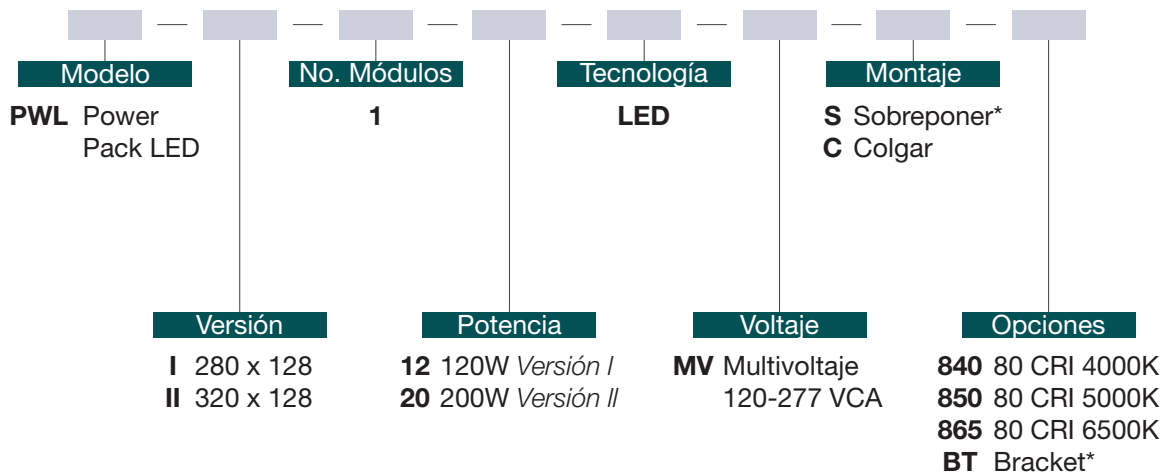 Modelo
No. Módulos
Tecnología
Montaje
PWL Power
Pack LED
1
LED
S Sobreponer*
C Colgar
Versión
Potencia
Voltaje
Opciones
I 280 x 128
II 320 x 128
12 120W Versión I
20 200W Versión II
MV Multivoltaje
120-277 VCA
840 80 CRI 4000K
850 80 CRI 5000K
865 80 CRI 6500K
BT Bracket*